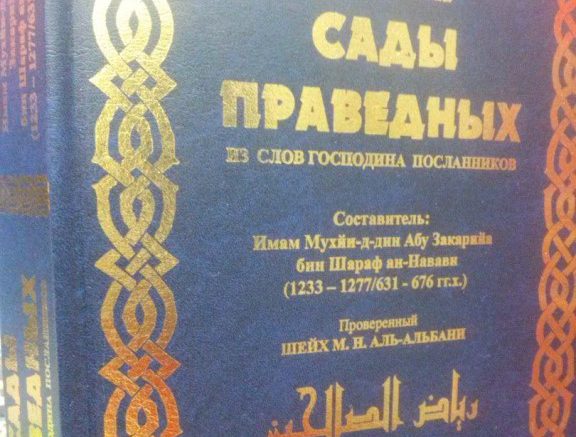 САДЫ
ПРАВЕДНЫХ
ИЗ СЛОВ ГОСПОДИНА ПОСЛАННИКОВ
Составитель:
Имам Мухйи-д-дин Абу Закарийа
бин Шараф ан-Навави
(1233 – 1277/631 - 676 гг.х.)
Проверенный
ШЕЙХ М. Н. АЛЬ-АЛЬБАНИ
رياض الصالحين